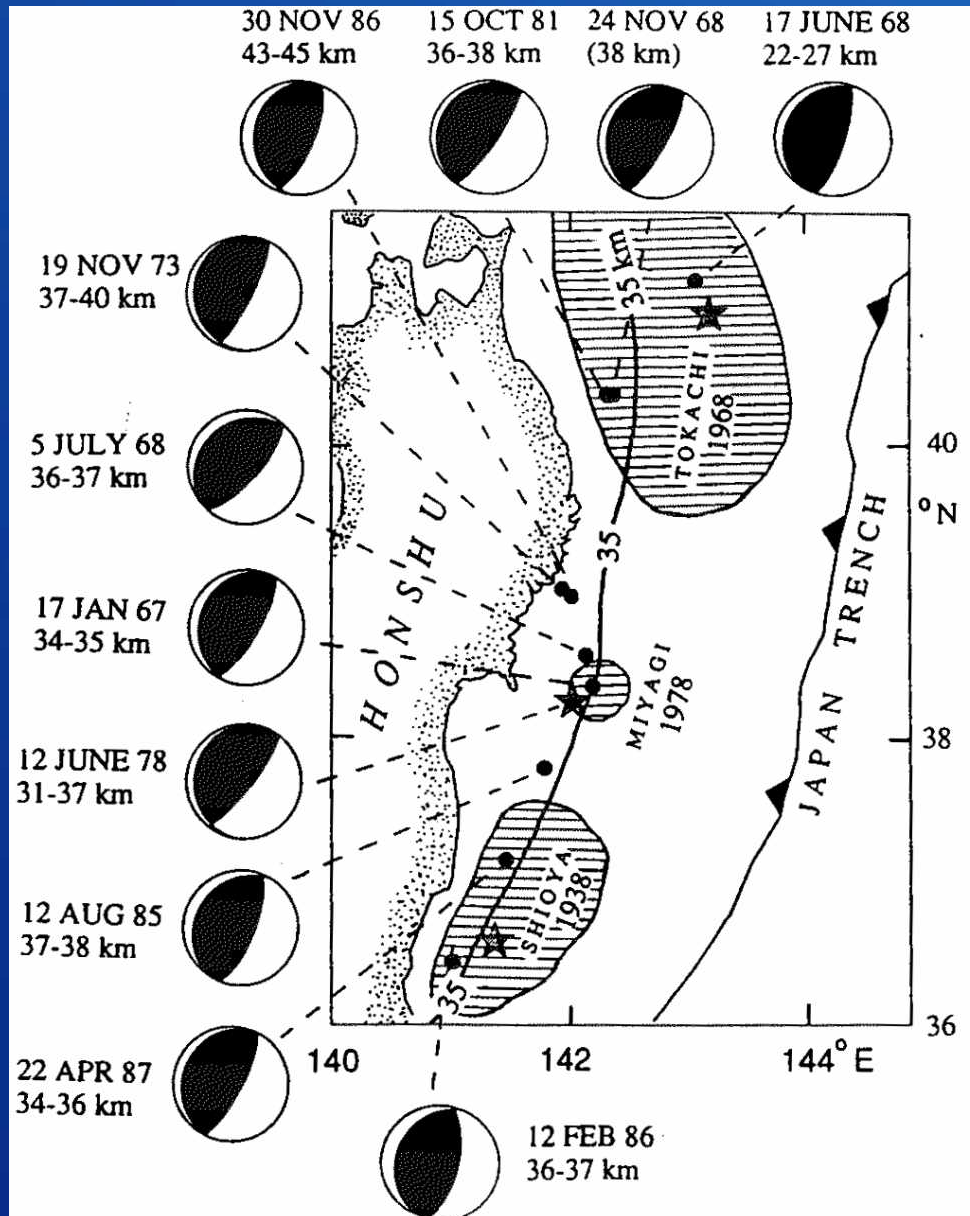 30 NOV 86
43-45 km
15 OCT 81
36-38 km
24 NOV 68
(38 km)
17 JUNE 68
22-27 km
19 NOV 73
37-40 km
5 JULY 68
36-37 km
17 JAN 67
34-35 km
12 JUNE 78
31-37 km
12 AUG 85
37-38 km
22 APR 87
34-36 km
12 FEB 86
36-37 km
35 km
TOKACHI
1968
35
HONSHU
MIYAGI
1978
JAPAN TRENCH
SHIOYA
1938
35
40
°N
38
36
140
142
144°E